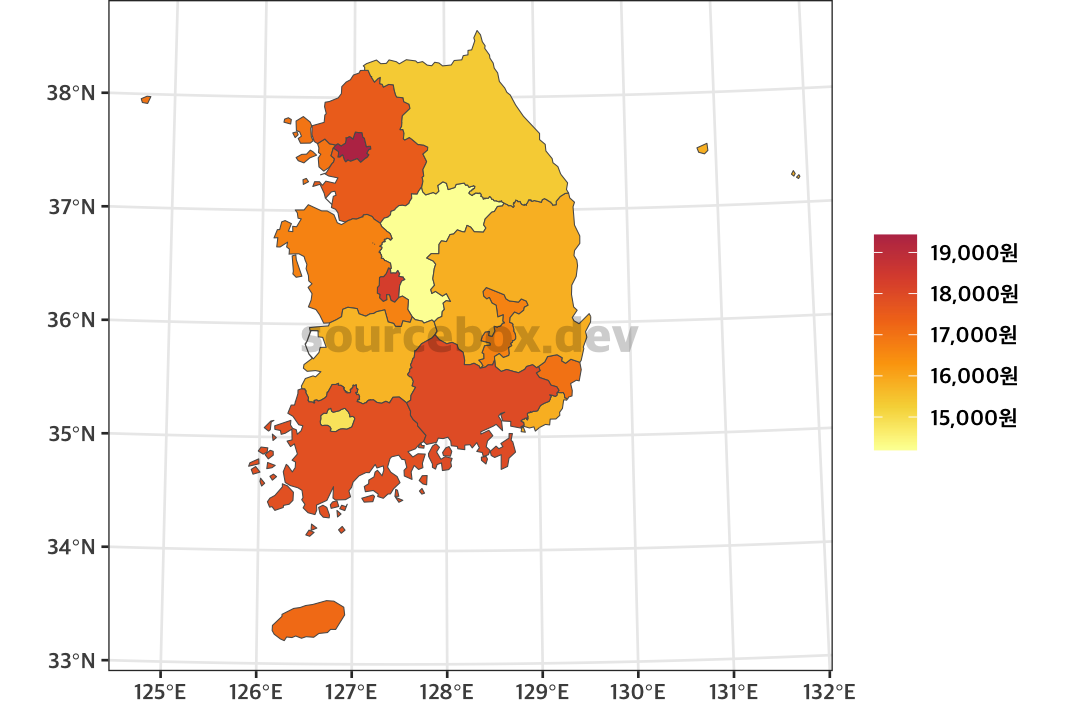 38°N
37°N
36°N
35°N
34°N
33°N
125°E 126°E 127°E 128°E 129°E 130°E 131°E 132°E
sourcebox.dev
19,000원
18,000원
17,000원
16,000원
15,000원